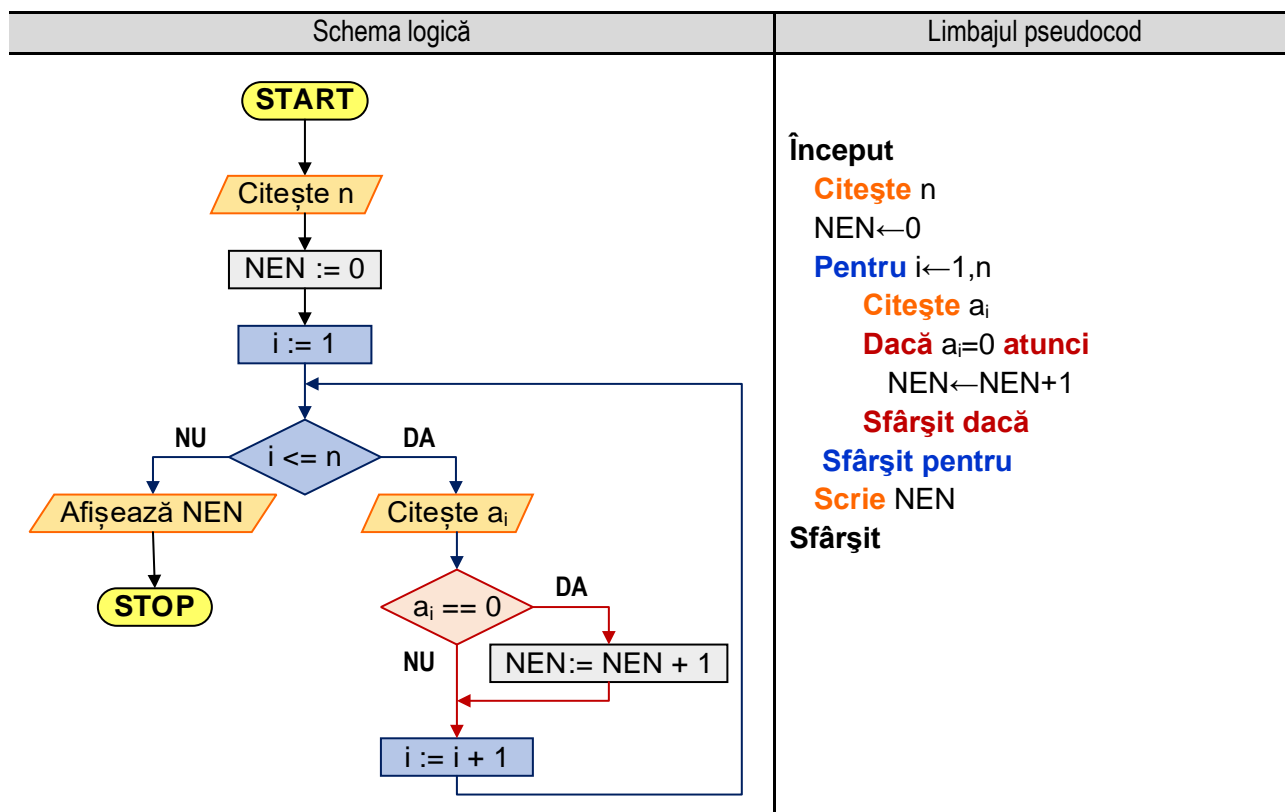 Schema logică
Limbajul pseudocod
START
Citește n
NEN := 0
i := 1
NU
DA
i <= n
Afișează NEN
Citește ai
STOP
DA
ai == 0
NU
NEN:= NEN + 1
i := i + 1
Început
Citeşte n
NEN←0
Pentru i←1,n
Citeşte ai
Dacă ai=0 atunci
NEN←NEN+1
Sfârşit dacă
Sfârşit pentru
Scrie NEN
Sfârşit